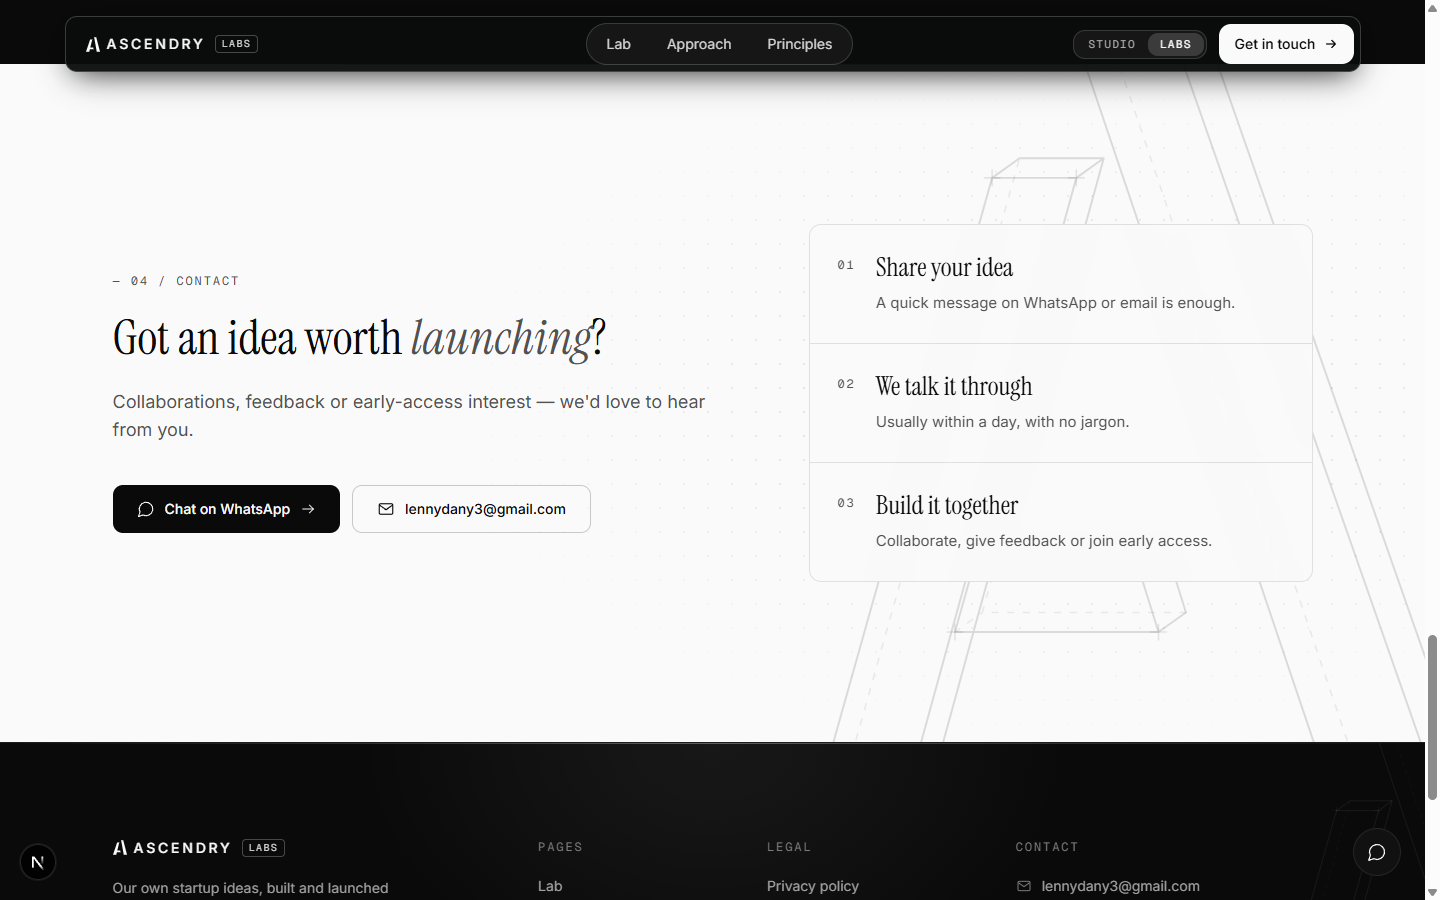 ASCENDRY LABS
Lab Approach Principles
STUDIO LABS
Get in touch →
— 04 / CONTACT
Got an idea worth launching?
Collaborations, feedback or early-access interest — we'd love to hear
from you.
Chat on WhatsApp →
lennydany3@gmail.com
01 Share your idea
A quick message on WhatsApp or email is enough.
02 We talk it through
Usually within a day, with no jargon.
03 Build it together
Collaborate, give feedback or join early access.
ASCENDRY LABS
Our own startup ideas, built and launched
PAGES
Lab
LEGAL
Privacy policy
CONTACT
lennydany3@gmail.com
N